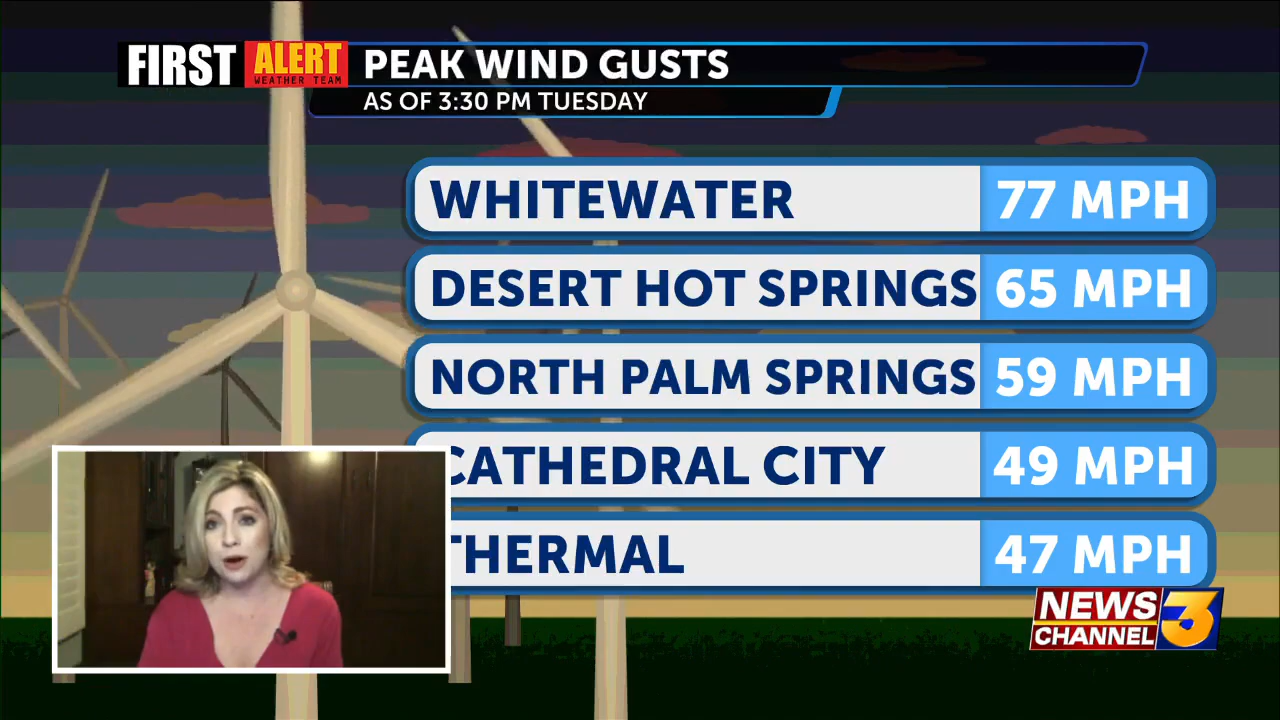 FIRST ALERT PEAK WIND GUSTS
WEATHER TEAM
AS OF 3:30 PM TUESDAY
WHITEWATER 77 MPH
DESERT HOT SPRINGS 65 MPH
NORTH PALM SPRINGS 59 MPH
CATHEDRAL CITY 49 MPH
THERMAL 47 MPH
NEWS
CHANNEL 3